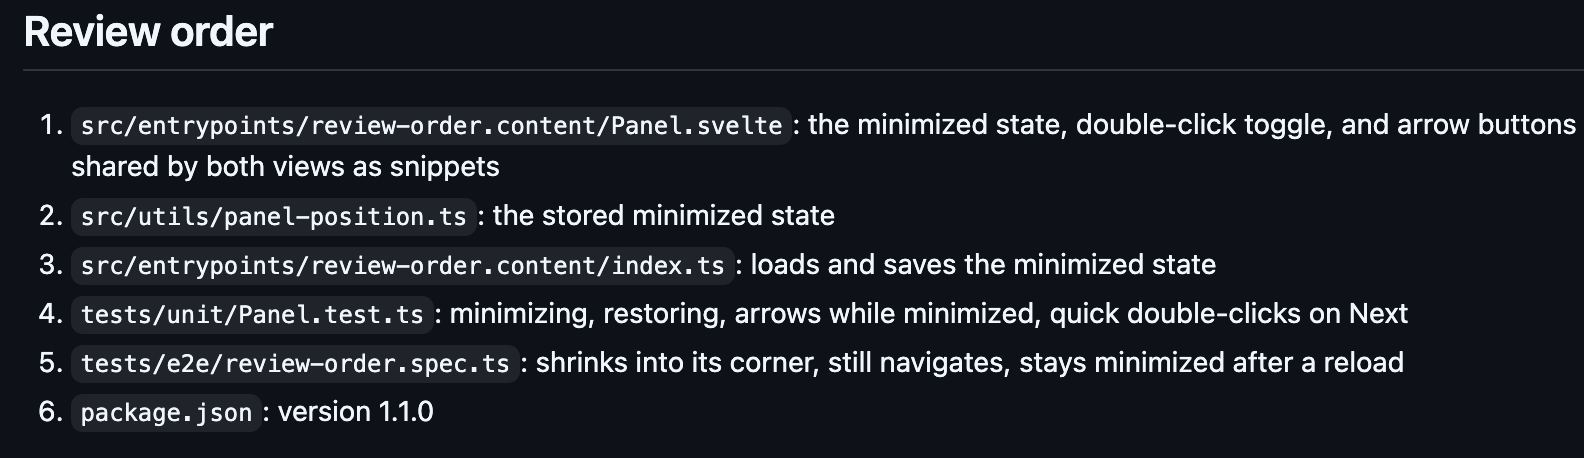 Review order
1. src/entrypoints/review-order.content/Panel.svelte: the minimized state, double-click toggle, and arrow buttons
shared by both views as snippets
2. src/utils/panel-position.ts: the stored minimized state
3. src/entrypoints/review-order.content/index.ts: loads and saves the minimized state
4. tests/unit/Panel.test.ts: minimizing, restoring, arrows while minimized, quick double-clicks on Next
5. tests/e2e/review-order.spec.ts: shrinks into its corner, still navigates, stays minimized after a reload
6. package.json: version 1.1.0